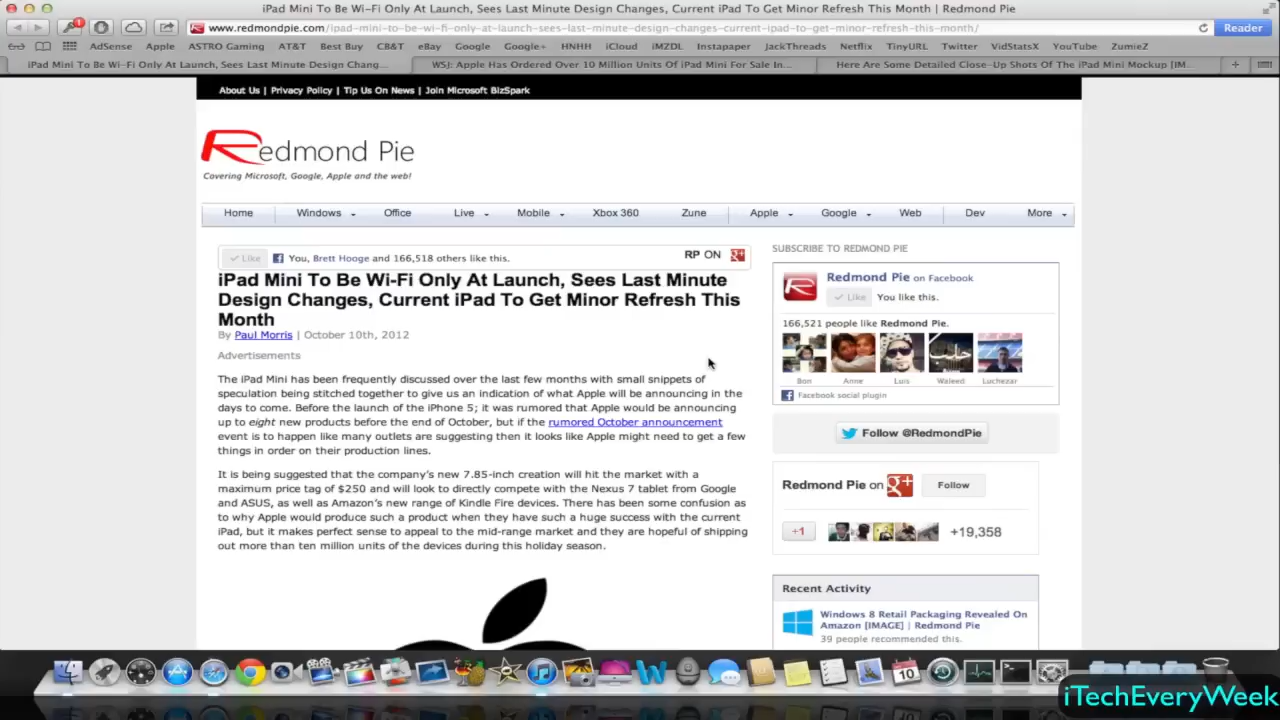 iPad Mini To Be Wi-Fi Only At Launch, Sees Last Minute Design Changes, Current iPad To Get Minor Refresh This Month | Redmond Pie
www.redmondpie.com/ipad-mini-to-be-wi-fi-only-at-launch-sees-last-minute-design-changes-current-ipad-to-get-minor-refresh-this-month/
Reader
AdSense Apple ASTRO Gaming AT&T Best Buy CB&T eBay Google Google+ HNHH iCloud iMZDL Instapaper JackThreads Netflix TinyURL Twitter VidStatsX YouTube ZumieZ
iPad Mini To Be Wi-Fi Only At Launch, Sees Last Minute Design Chang...
WSJ: Apple Has Ordered Over 10 Million Units Of iPad Mini For Sale In...
Here Are Some Detailed Close-Up Shots Of The iPad Mini Mockup [IM...
About Us | Privacy Policy | Tip Us On News | Join Microsoft BizSpark
Redmond Pie
Covering Microsoft, Google, Apple and the web!
Home Windows Office Live Mobile Xbox 360 Zune Apple Google Web Dev More
Like You, Brett Hooge and 166,518 others like this.
RP ON
iPad Mini To Be Wi-Fi Only At Launch, Sees Last Minute
Design Changes, Current iPad To Get Minor Refresh This
Month
By Paul Morris | October 10th, 2012
Advertisements
The iPad Mini has been frequently discussed over the last few months with small snippets of
speculation being stitched together to give us an indication of what Apple will be announcing in the
days to come. Before the launch of the iPhone 5; it was rumored that Apple would be announcing
up to eight new products before the end of October, but if the rumored October announcement
event is to happen like many outlets are suggesting then it looks like Apple might need to get a few
things in order on their production lines.
It is being suggested that the company's new 7.85-inch creation will hit the market with a
maximum price tag of $250 and will look to directly compete with the Nexus 7 tablet from Google
and ASUS, as well as Amazon's new range of Kindle Fire devices. There has been some confusion as
to why Apple would produce such a product when they have such a huge success with the current
iPad, but it makes perfect sense to appeal to the mid-range market and they are hopeful of shipping
out more than ten million units of the devices during this holiday season.
SUBSCRIBE TO REDMOND PIE
Redmond Pie on Facebook
Like You like this.
166,521 people like Redmond Pie.
Bon Anne Luis Waleed Luchezar
Facebook social plugin
Follow @RedmondPie
Redmond Pie on g+ Follow
+1 +19,358
Recent Activity
Windows 8 Retail Packaging Revealed On
Amazon [IMAGE] | Redmond Pie
39 people recommended this.
10
iTechEveryWeek